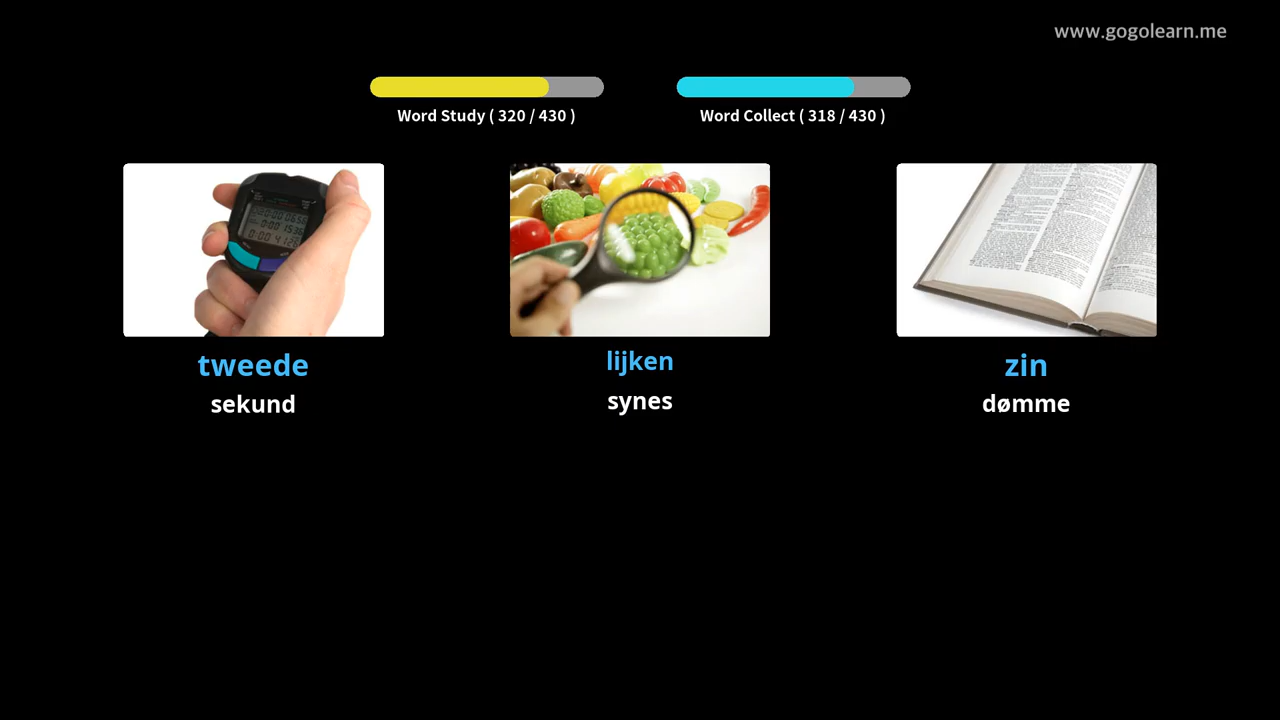 www.gogolearn.me
Word Study ( 320 / 430 )
Word Collect ( 318 / 430 )
tweede
sekund
lijken
synes
zin
dømme